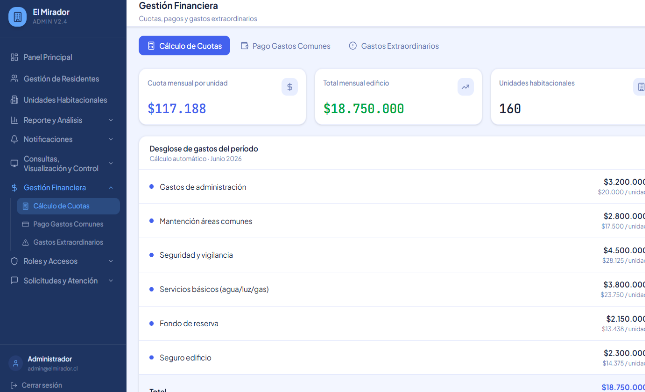 El Mirador
ADMIN V2.4
Panel Principal
Gestión de Residentes
Unidades Habitacionales
Reporte y Análisis
Notificaciones
Consultas,
Visualización y Control
Gestión Financiera
Cálculo de Cuotas
Pago Gastos Comunes
Gastos Extraordinarios
Roles y Accesos
Solicitudes y Atención
Administrador
admin@elmirador.cl
Cerrar sesión
Gestión Financiera
Cuotas, pagos y gastos extraordinarios
Cálculo de Cuotas Pago Gastos Comunes Gastos Extraordinarios
Cuota mensual por unidad
$117.188
Total mensual edificio
$18.750.000
Unidades habitacionales
160
Desglose de gastos del período
Cálculo automático · Junio 2026
Gastos de administración $3.200.000
$20.000 / unidad
Mantención áreas comunes $2.800.000
$17.500 / unidad
Seguridad y vigilancia $4.500.000
$28.125 / unidad
Servicios básicos (agua/luz/gas) $3.800.000
$23.750 / unidad
Fondo de reserva $2.150.000
$13.438 / unidad
Seguro edificio $2.300.000
$14.375 / unidad
Total $18.750.000